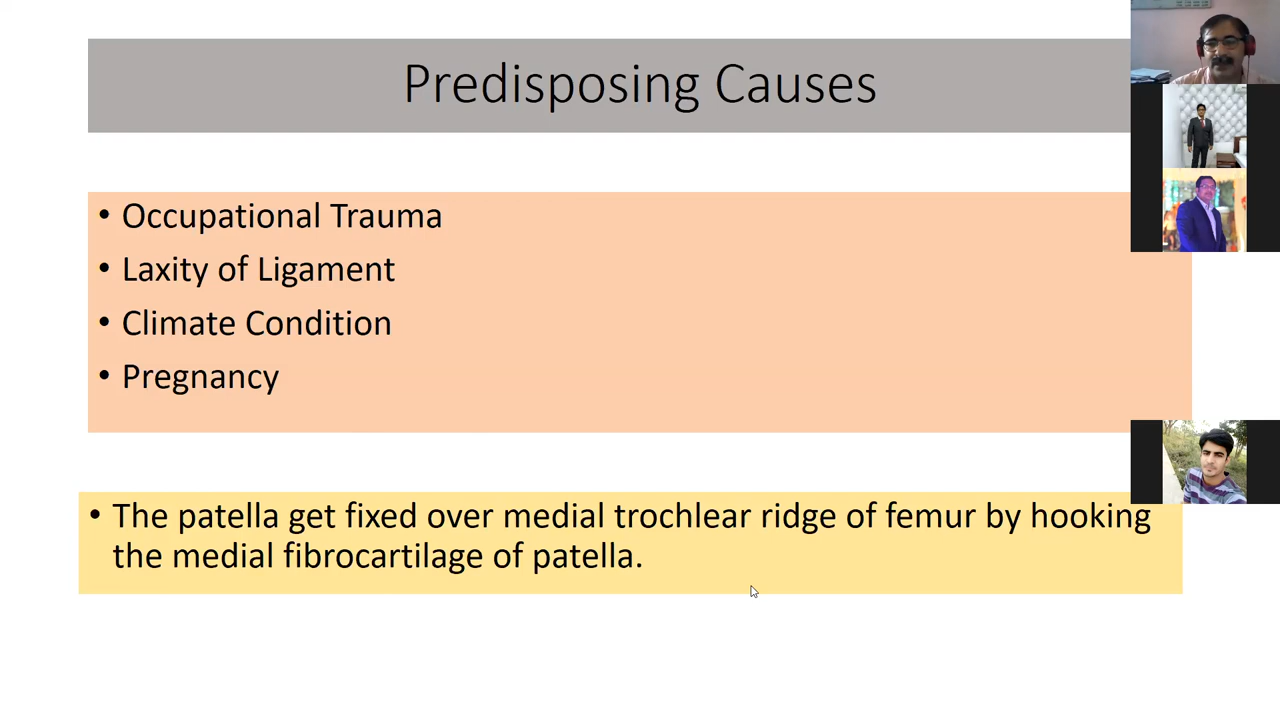 Predisposing Causes
• Occupational Trauma
• Laxity of Ligament
• Climate Condition
• Pregnancy
• The patella get fixed over medial trochlear ridge of femur by hooking
the medial fibrocartilage of patella.